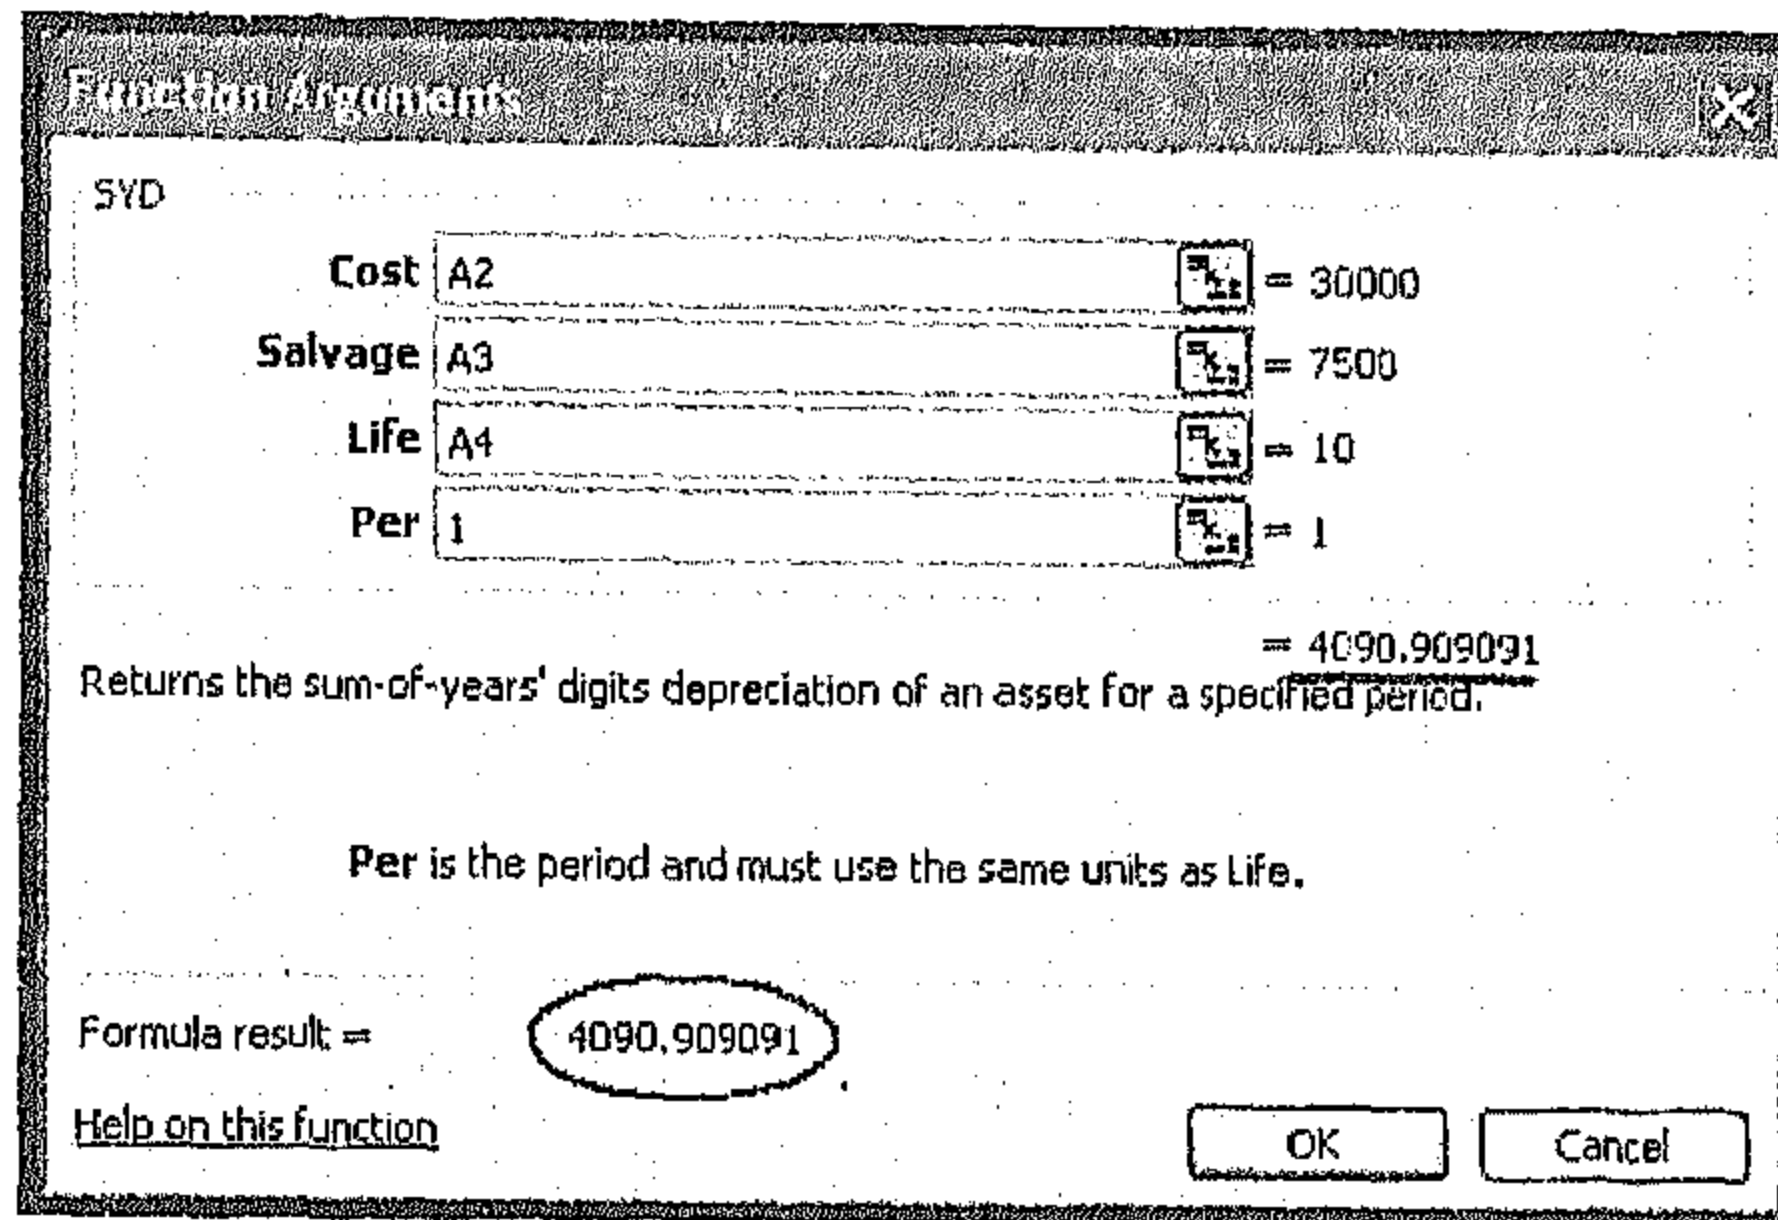 Function Arguments
SYD
Cost A2 = 30000
Salvage A3 = 7500
Life A4 = 10
Per 1 = 1
= 4090.909091
Returns the sum-of-years' digits depreciation of an asset for a specified period.
Per is the period and must use the same units as Life.
Formula result = 4090.909091
Help on this function
OK Cancel